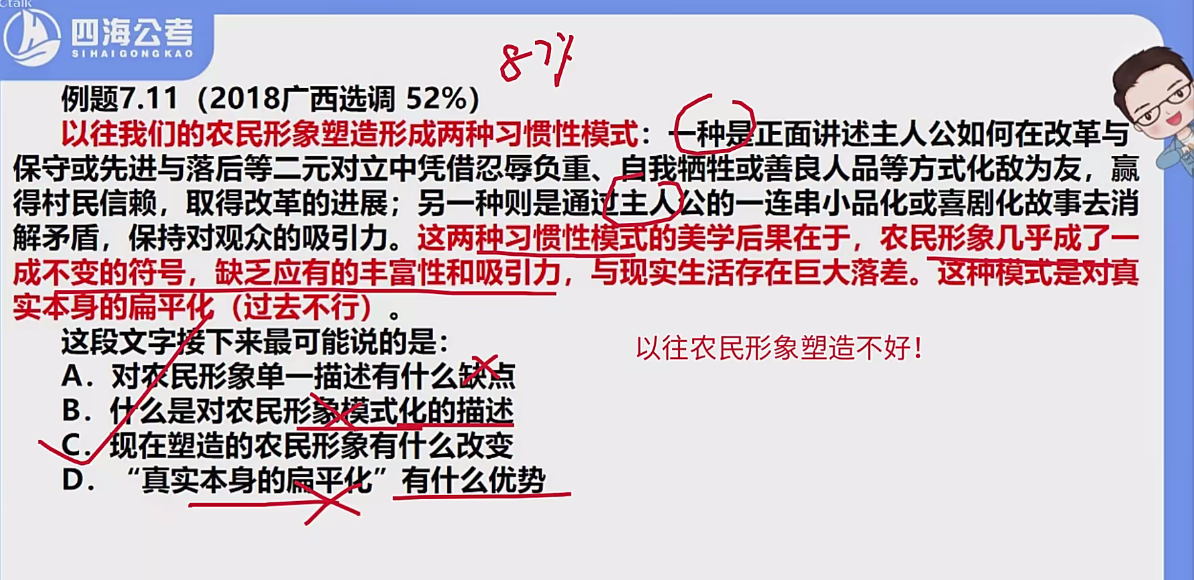 Ctalk
四海公考
SIHAIGONGKAO
例题7.11（2018广西选调 52%）
以往我们的农民形象塑造形成两种习惯性模式：一种是正面讲述主人公如何在改革与
保守或先进与落后等二元对立中凭借忍辱负重、自我牺牲或善良人品等方式化敌为友，赢
得村民信赖，取得改革的进展；另一种则是通过主人公的一连串小品化或喜剧化故事去消
解矛盾，保持对观众的吸引力。这两种习惯性模式的美学后果在于，农民形象几乎成了一
成不变的符号，缺乏应有的丰富性和吸引力，与现实生活存在巨大落差。这种模式是对真
实本身的扁平化（过去不行）。
这段文字接下来最可能说的是：
以往农民形象塑造不好！
A．对农民形象单一描述有什么缺点
B．什么是对农民形象模式化的描述
C．现在塑造的农民形象有什么改变
D．“真实本身的扁平化”有什么优势